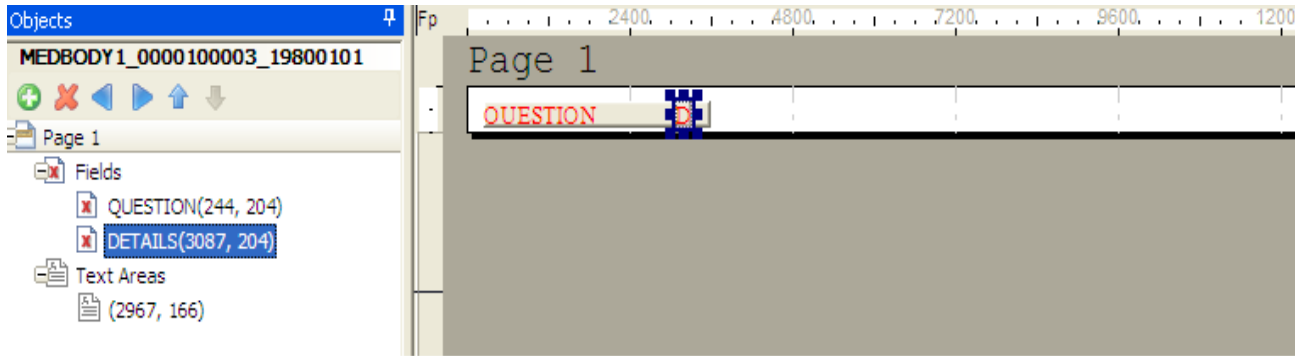 Objects
MEDBODY1_0000100003_19800101
Page 1
Fields
QUESTION(244, 204)
DETAILS(3087, 204)
Text Areas
(2967, 166)
Fp 2400 4800 7200 9600 1200
Page 1
QUESTION D